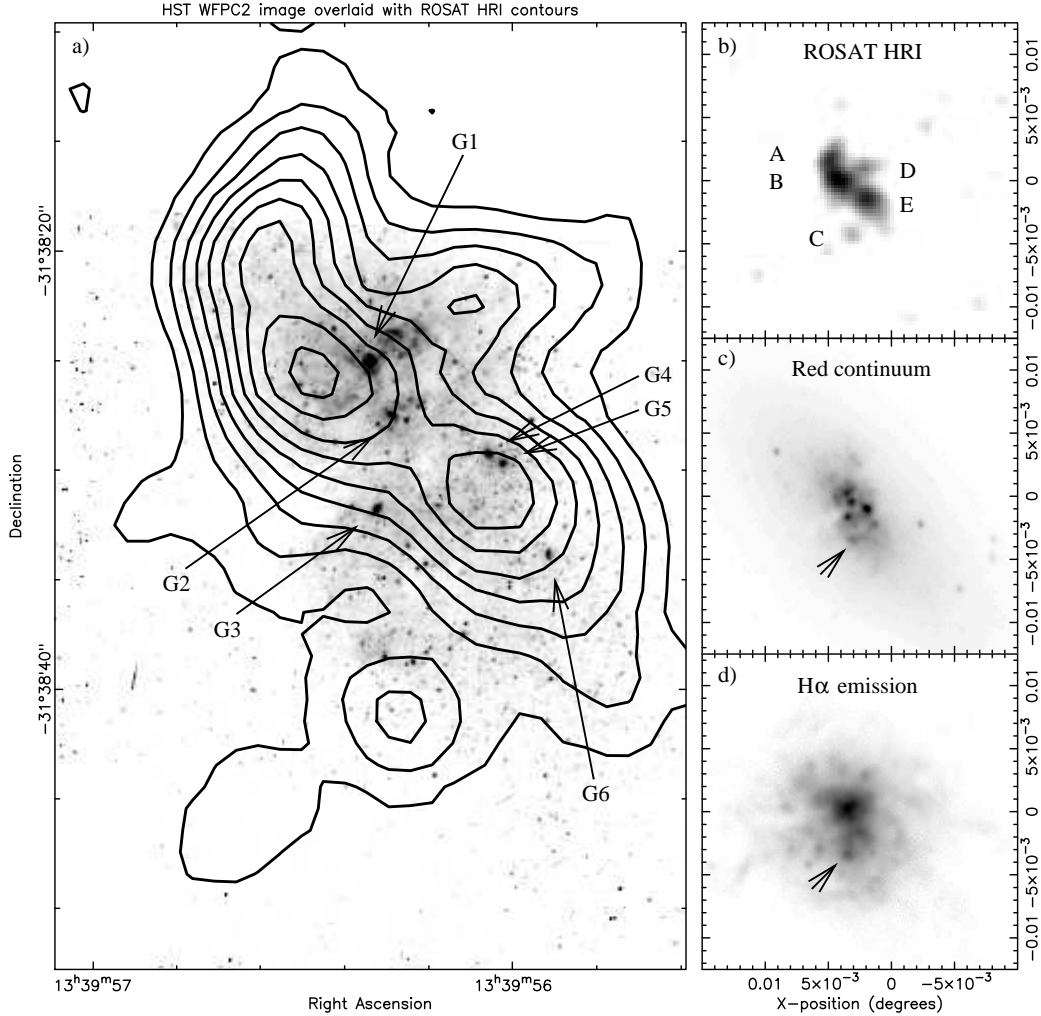 HST WFPC2 image overlaid with ROSAT HRI contours
a)
G1
G4
G5
G2
G3
G6
−31°38'20"
−31°38'40"
Declination
13ʰ39ᵐ57
13ʰ39ᵐ56
Right Ascension
b)
ROSAT HRI
A
B
C
D
E
0.01
5×10⁻³
0
−5×10⁻³
−0.01
c)
Red continuum
0.01
5×10⁻³
0
−5×10⁻³
−0.01
d)
Hα emission
0.01
5×10⁻³
0
−5×10⁻³
−0.01
0.01
5×10⁻³
0
−5×10⁻³
X−position (degrees)